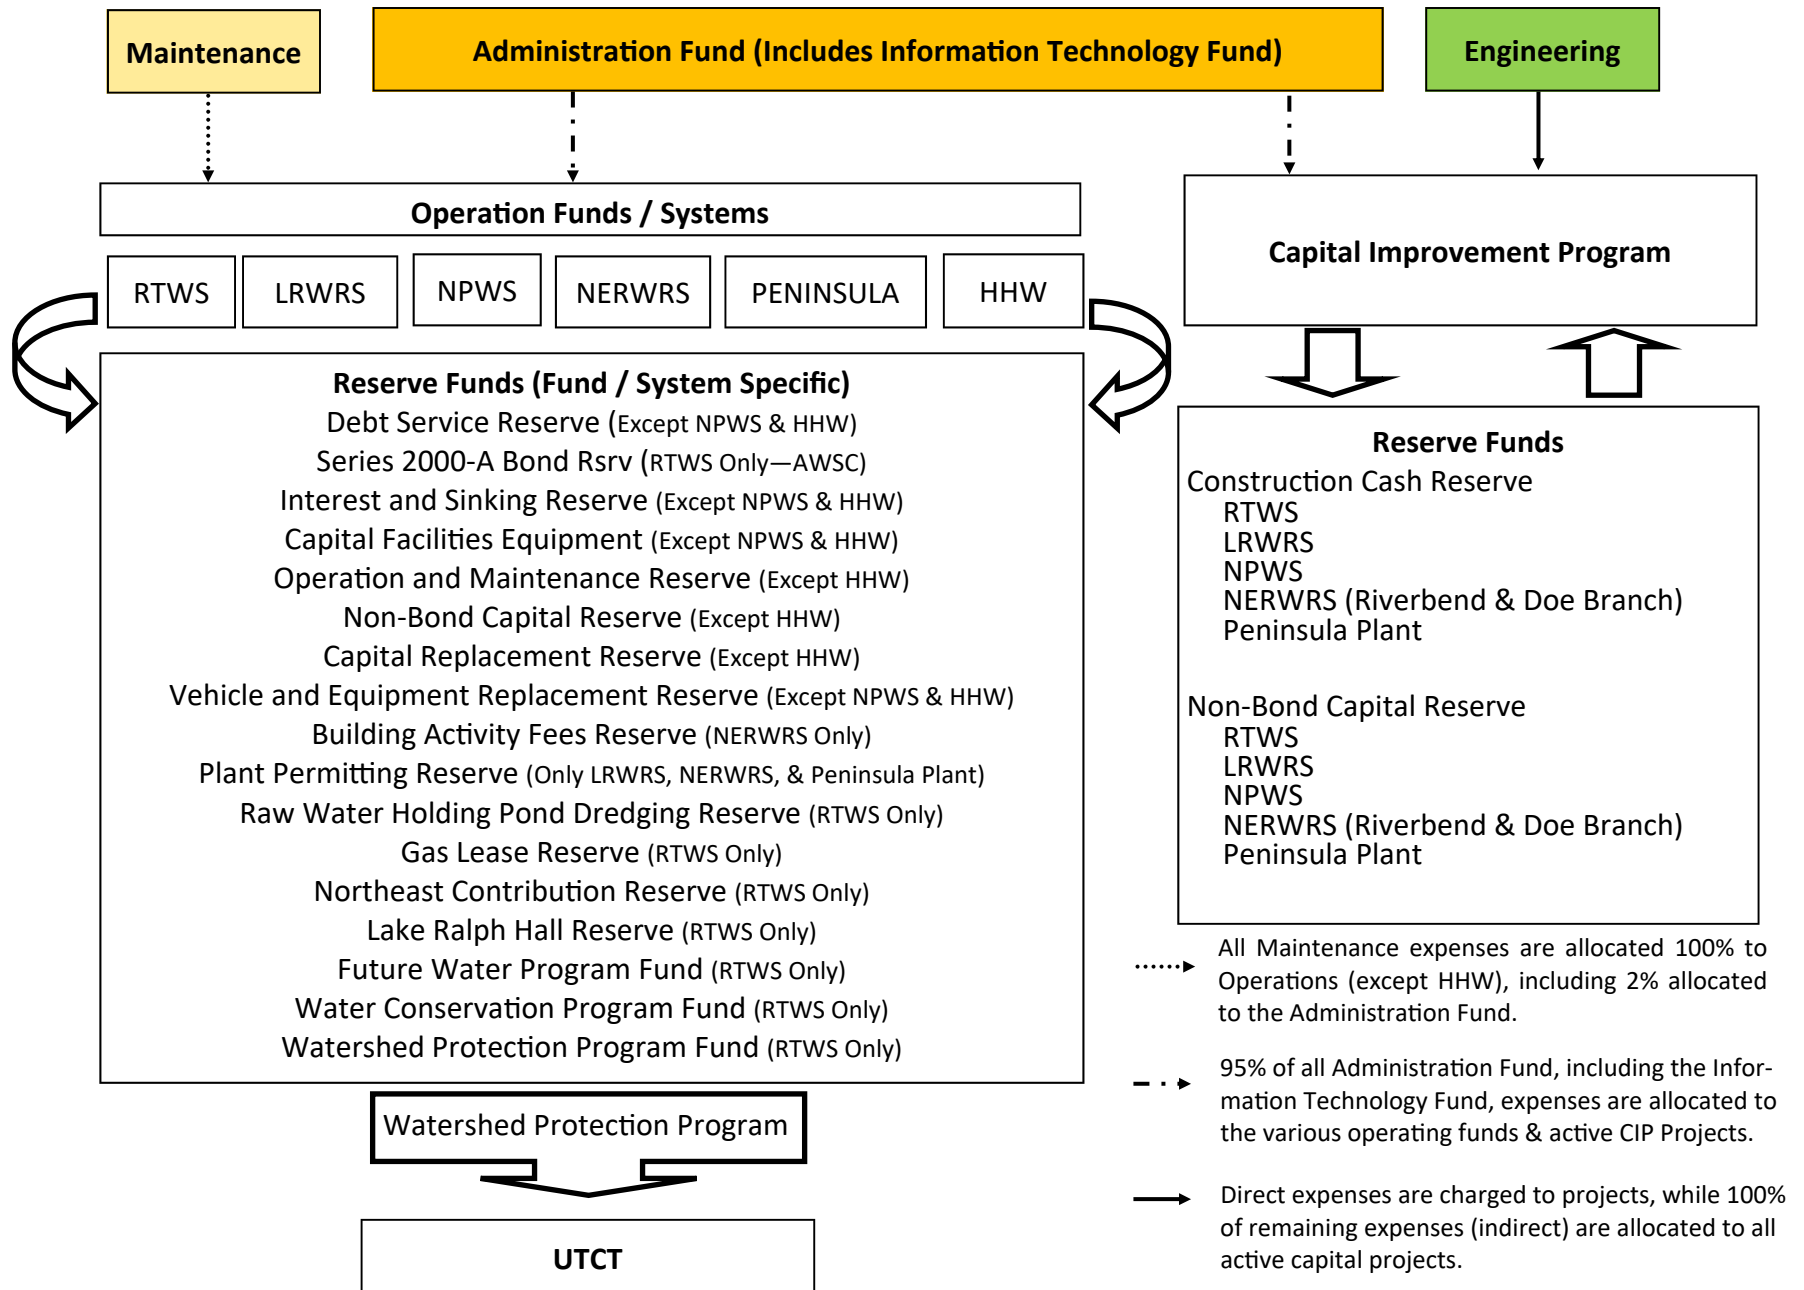 Maintenance
Administration Fund (Includes Information Technology Fund)
Engineering
Operation Funds / Systems
RTWS
LRWRS
NPWS
NERWRS
PENINSULA
HHW
Capital Improvement Program
Reserve Funds (Fund / System Specific)
Debt Service Reserve (Except NPWS & HHW)
Series 2000-A Bond Rsrv (RTWS Only—AWSC)
Interest and Sinking Reserve (Except NPWS & HHW)
Capital Facilities Equipment (Except NPWS & HHW)
Operation and Maintenance Reserve (Except HHW)
Non-Bond Capital Reserve (Except HHW)
Capital Replacement Reserve (Except HHW)
Vehicle and Equipment Replacement Reserve (Except NPWS & HHW)
Building Activity Fees Reserve (NERWRS Only)
Plant Permitting Reserve (Only LRWRS, NERWRS, & Peninsula Plant)
Raw Water Holding Pond Dredging Reserve (RTWS Only)
Gas Lease Reserve (RTWS Only)
Northeast Contribution Reserve (RTWS Only)
Lake Ralph Hall Reserve (RTWS Only)
Future Water Program Fund (RTWS Only)
Water Conservation Program Fund (RTWS Only)
Watershed Protection Program Fund (RTWS Only)
Reserve Funds
Construction Cash Reserve
RTWS
LRWRS
NPWS
NERWRS (Riverbend & Doe Branch)
Peninsula Plant
Non-Bond Capital Reserve
RTWS
LRWRS
NPWS
NERWRS (Riverbend & Doe Branch)
Peninsula Plant
All Maintenance expenses are allocated 100% to
Operations (except HHW), including 2% allocated
to the Administration Fund.
95% of all Administration Fund, including the Infor-
mation Technology Fund, expenses are allocated to
the various operating funds & active CIP Projects.
Direct expenses are charged to projects, while 100%
of remaining expenses (indirect) are allocated to all
active capital projects.
Watershed Protection Program
UTCT